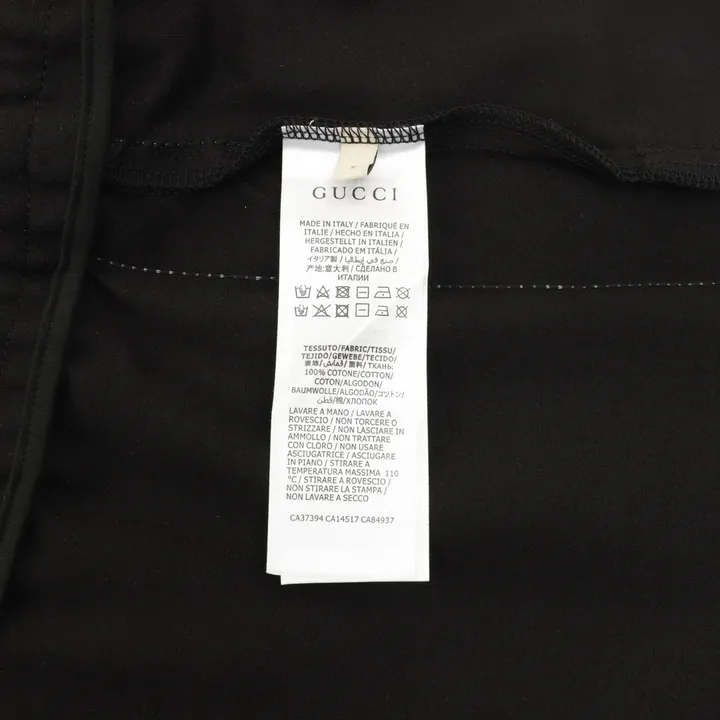 GUCCI
MADE IN ITALY / FABRIQUÉ EN
ITALIE / HECHO EN ITALIA /
HERGESTELLT IN ITALIEN /
FABRICADO EM ITÁLIA /
イタリア製 / صنع في إيطاليا /
产地:意大利 / СДЕЛАНО В
ИТАЛИИ
TESSUTO/FABRIC/TISSU/
TEJIDO/GEWEBE/TECIDO/
表地/قماش/面料/ТКАНЬ:
100% COTONE/COTTON/
COTON/ALGODON/
BAUMWOLLE/ALGODÃO/コットン/
قطن/棉/ХЛОПОК
LAVARE A MANO / LAVARE A
ROVESCIO / NON TORCERE O
STRIZZARE / NON LASCIARE IN
AMMOLLO / NON TRATTARE
CON CLORO / NON USARE
ASCIUGATRICE / ASCIUGARE
IN PIANO / STIRARE A
TEMPERATURA MASSIMA 110
°C / STIRARE A ROVESCIO /
NON STIRARE LA STAMPA /
NON LAVARE A SECCO
CA37394 CA14517 CA84937